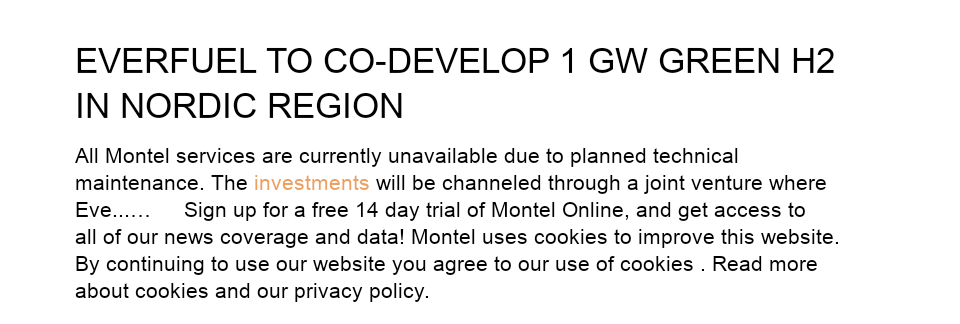 EVERFUEL TO CO-DEVELOP 1 GW GREEN H2
IN NORDIC REGION
All Montel services are currently unavailable due to planned technical
maintenance. The investments will be channeled through a joint venture where
Eve...… Sign up for a free 14 day trial of Montel Online, and get access to
all of our news coverage and data! Montel uses cookies to improve this website.
By continuing to use our website you agree to our use of cookies . Read more
about cookies and our privacy policy.